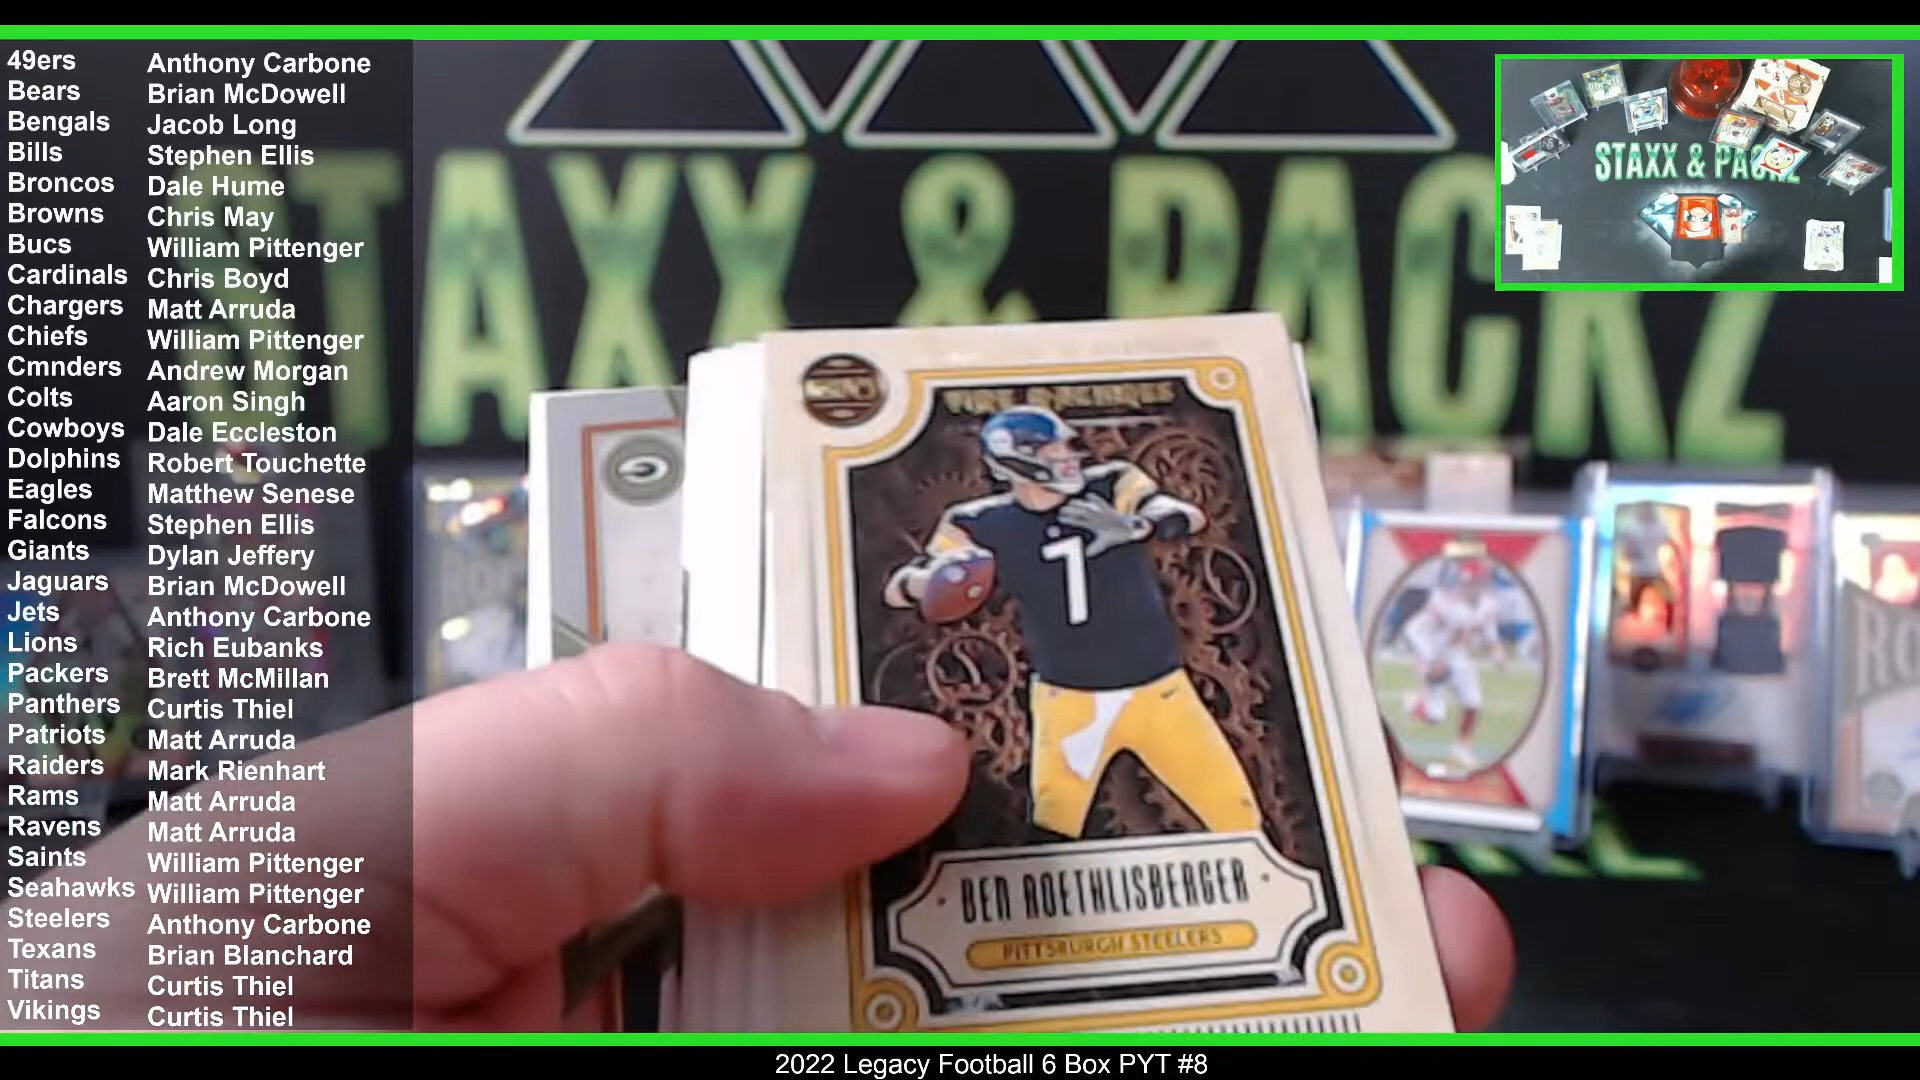 49ers Anthony Carbone
Bears Brian McDowell
Bengals Jacob Long
Bills Stephen Ellis
Broncos Dale Hume
Browns Chris May
Bucs William Pittenger
Cardinals Chris Boyd
Chargers Matt Arruda
Chiefs William Pittenger
Cmnders Andrew Morgan
Colts Aaron Singh
Cowboys Dale Eccleston
Dolphins Robert Touchette
Eagles Matthew Senese
Falcons Stephen Ellis
Giants Dylan Jeffery
Jaguars Brian McDowell
Jets Anthony Carbone
Lions Rich Eubanks
Packers Brett McMillan
Panthers Curtis Thiel
Patriots Matt Arruda
Raiders Mark Rienhart
Rams Matt Arruda
Ravens Matt Arruda
Saints William Pittenger
Seahawks William Pittenger
Steelers Anthony Carbone
Texans Brian Blanchard
Titans Curtis Thiel
Vikings Curtis Thiel
STAXX & PACKZ
STAXX & PACKZ
TIME MACHINES
7
BEN ROETHLISBERGER
PITTSBURGH STEELERS
2022 Legacy Football 6 Box PYT #8